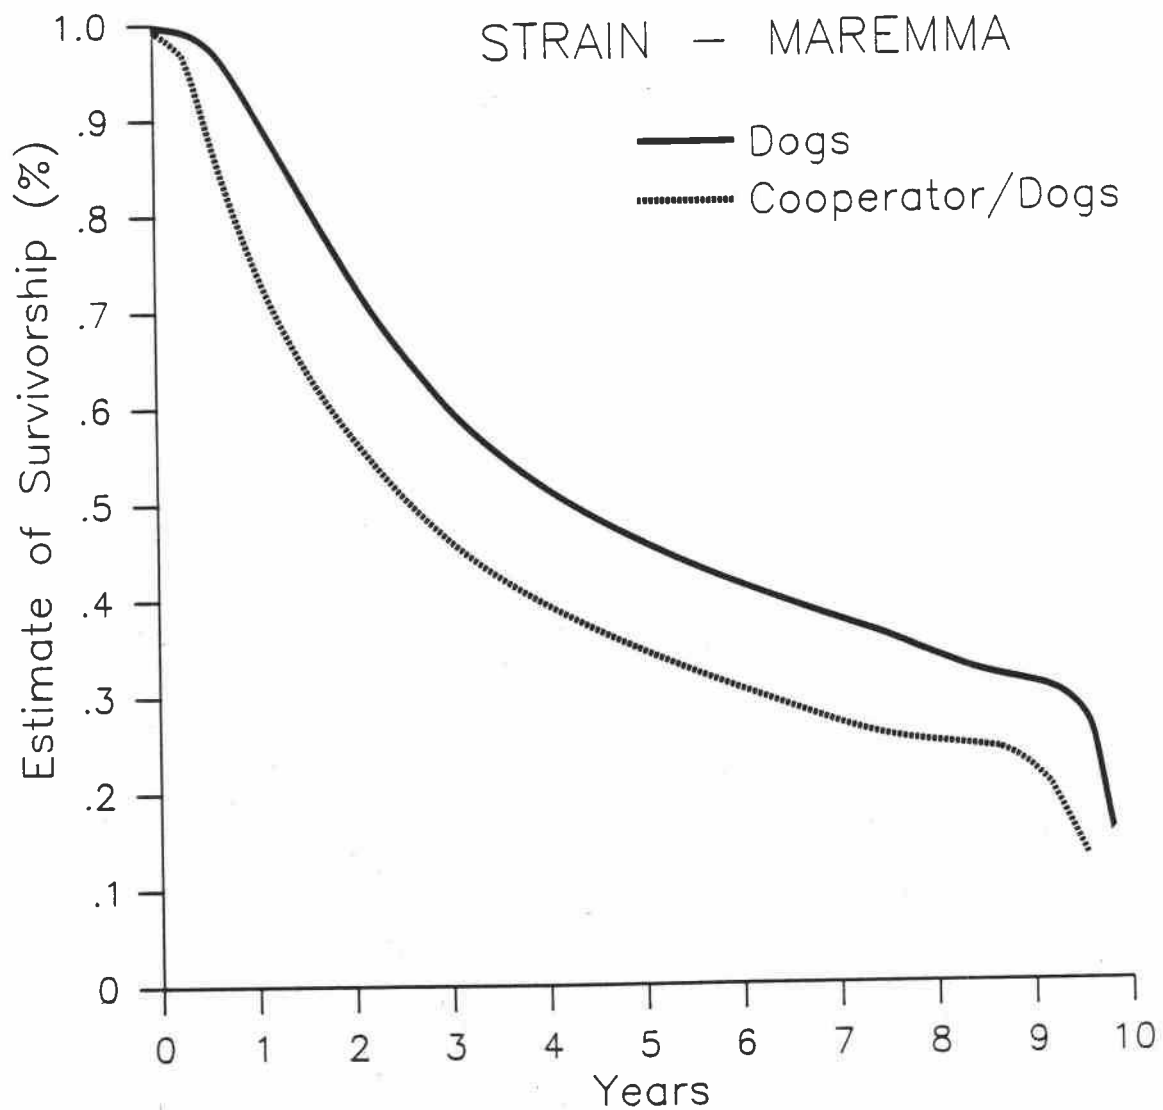 STRAIN – MAREMMA
Dogs
Cooperator/Dogs
Estimate of Survivorship (%)
1.0
.9
.8
.7
.6
.5
.4
.3
.2
.1
0
0 1 2 3 4 5 6 7 8 9 10
Years